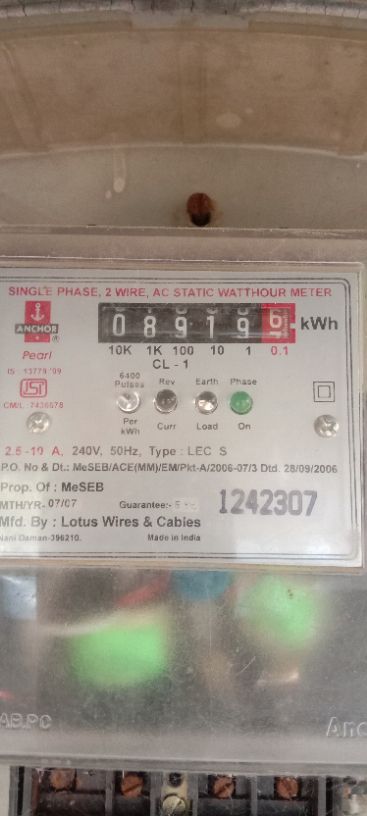 SINGLE PHASE, 2 WIRE, AC STATIC WATTHOUR METER
ANCHOR
Pearl
08919 kWh
10K 1K 100 10 1 0.1
CL - 1
IS : 13779 '99
ISI
CM/L: 7436578
6400 Pulses Rev Earth Phase
Per kWh Curr Load On
2.5-10 A, 240V, 50Hz, Type : LEC S
P.O. No & Dt.: MeSEB/ACE(MM)/EM/Pkt-A/2006-07/3 Dtd. 28/09/2006
Prop. Of : MeSEB
MTH/YR- 07/07 Guarantee:- 5
1242307
Mfd. By : Lotus Wires & Cables
Nani Daman-396210. Made in India